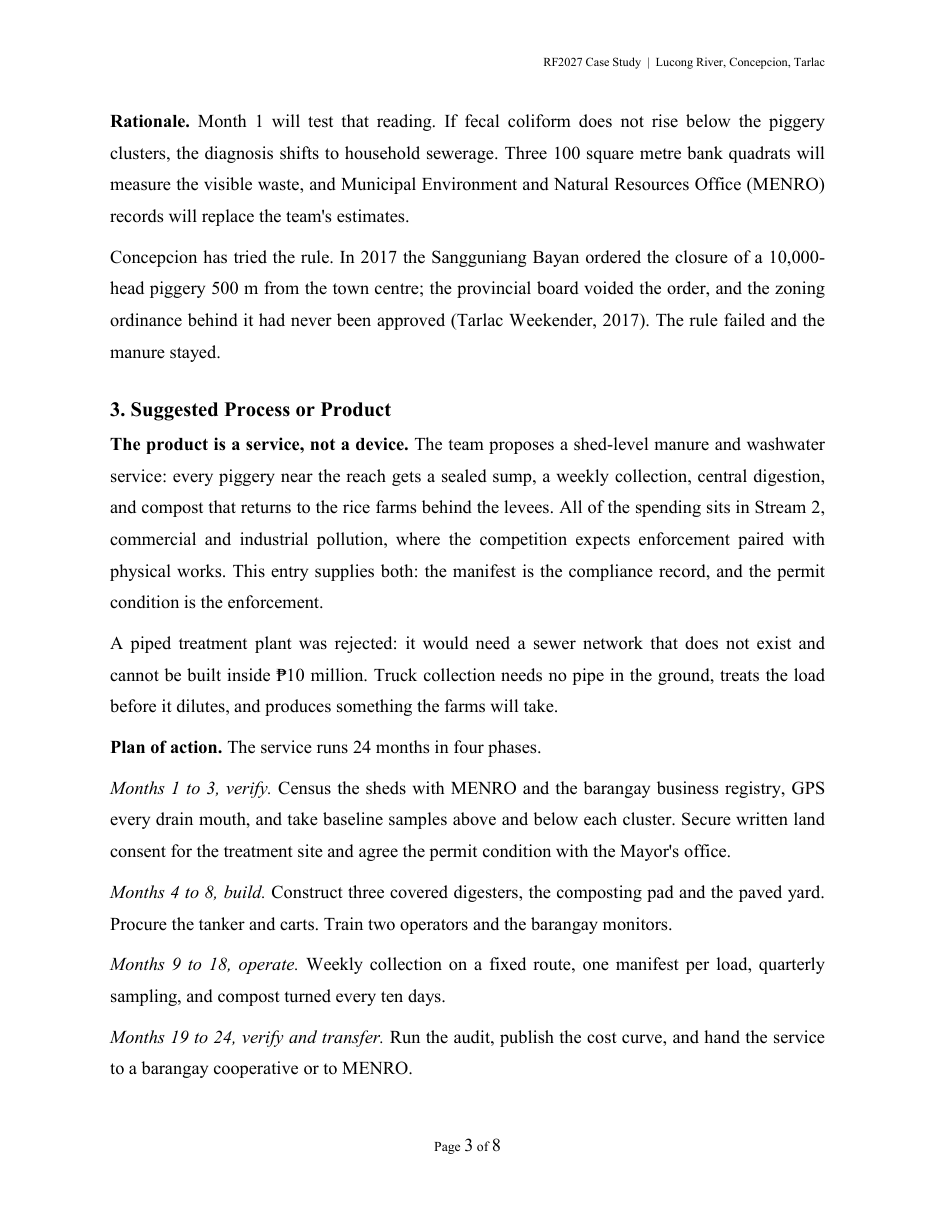 RF2027 Case Study | Lucong River, Concepcion, Tarlac
Rationale. Month 1 will test that reading. If fecal coliform does not rise below the piggery
clusters, the diagnosis shifts to household sewerage. Three 100 square metre bank quadrats will
measure the visible waste, and Municipal Environment and Natural Resources Office (MENRO)
records will replace the team's estimates.
Concepcion has tried the rule. In 2017 the Sangguniang Bayan ordered the closure of a 10,000-
head piggery 500 m from the town centre; the provincial board voided the order, and the zoning
ordinance behind it had never been approved (Tarlac Weekender, 2017). The rule failed and the
manure stayed.
3. Suggested Process or Product
The product is a service, not a device. The team proposes a shed-level manure and washwater
service: every piggery near the reach gets a sealed sump, a weekly collection, central digestion,
and compost that returns to the rice farms behind the levees. All of the spending sits in Stream 2,
commercial and industrial pollution, where the competition expects enforcement paired with
physical works. This entry supplies both: the manifest is the compliance record, and the permit
condition is the enforcement.
A piped treatment plant was rejected: it would need a sewer network that does not exist and
cannot be built inside ₱10 million. Truck collection needs no pipe in the ground, treats the load
before it dilutes, and produces something the farms will take.
Plan of action. The service runs 24 months in four phases.
Months 1 to 3, verify. Census the sheds with MENRO and the barangay business registry, GPS
every drain mouth, and take baseline samples above and below each cluster. Secure written land
consent for the treatment site and agree the permit condition with the Mayor's office.
Months 4 to 8, build. Construct three covered digesters, the composting pad and the paved yard.
Procure the tanker and carts. Train two operators and the barangay monitors.
Months 9 to 18, operate. Weekly collection on a fixed route, one manifest per load, quarterly
sampling, and compost turned every ten days.
Months 19 to 24, verify and transfer. Run the audit, publish the cost curve, and hand the service
to a barangay cooperative or to MENRO.
Page 3 of 8